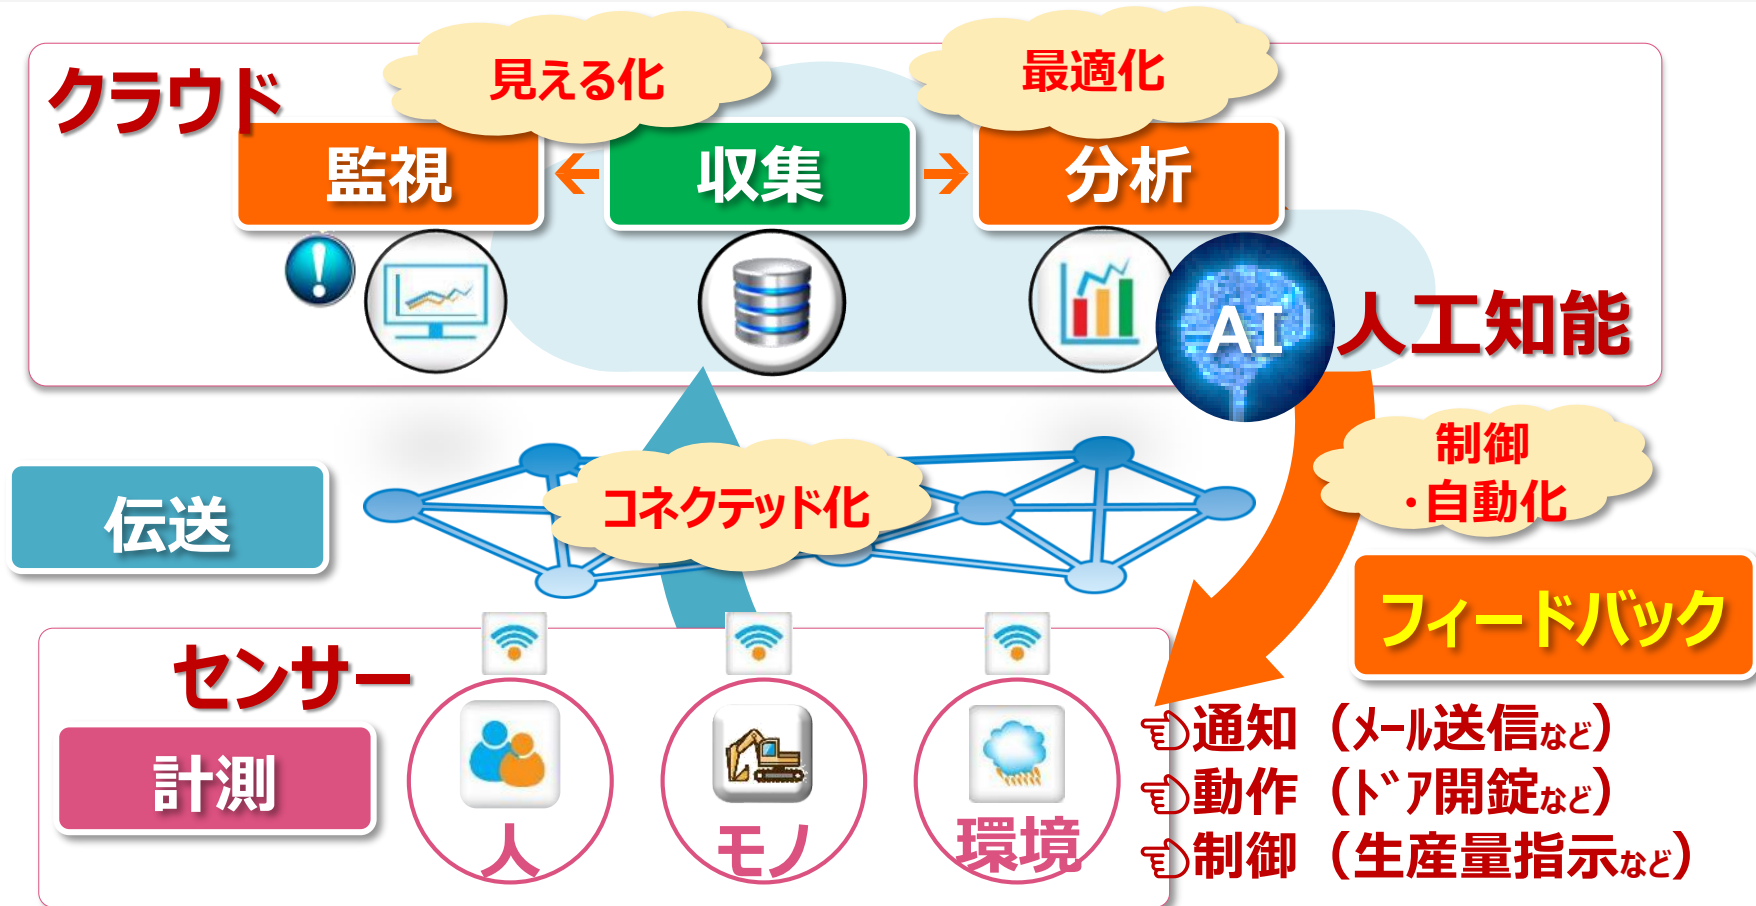 見える化
最適化
クラウド
監視
収集
分析
AI
人工知能
制御
・自動化
伝送
コネクテッド化
フィードバック
センサー
計測
人
モノ
環境
通知（ﾒｰﾙ送信など）
動作（ﾄﾞｱ開錠など）
制御（生産量指示など）